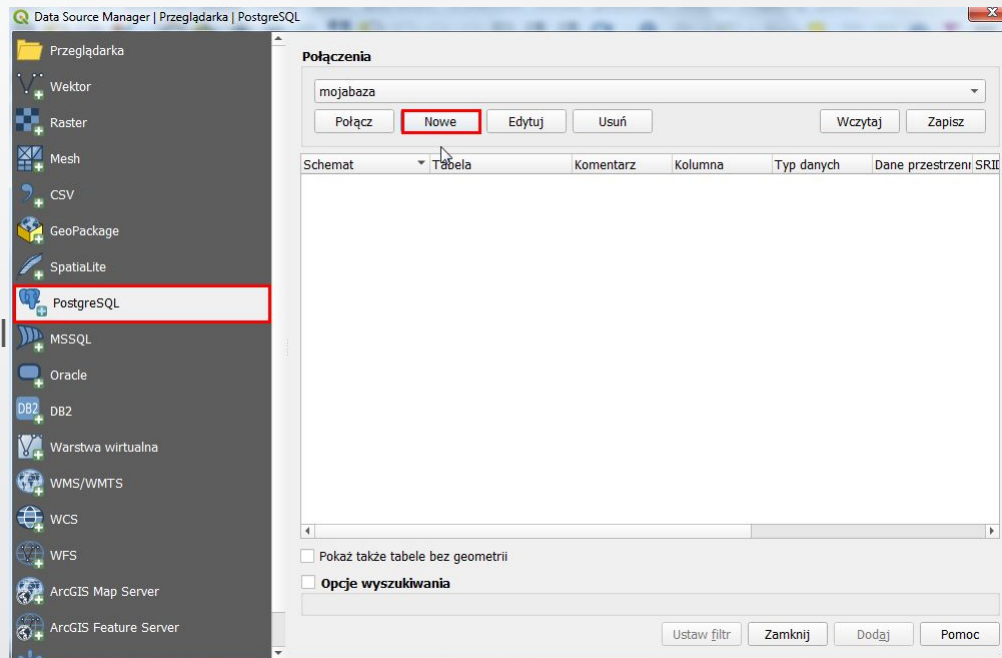 Data Source Manager | Przeglądarka | PostgreSQL
Przeglądarka
Wektor
Raster
Mesh
CSV
GeoPackage
SpatiaLite
PostgreSQL
MSSQL
Oracle
DB2 DB2
Warstwa wirtualna
WMS/WMTS
WCS
WFS
ArcGIS Map Server
ArcGIS Feature Server
Połączenia
mojabaza
Połącz Nowe Edytuj Usuń Wczytaj Zapisz
Schemat Tabela Komentarz Kolumna Typ danych Dane przestrzenn SRID
Pokaż także tabele bez geometrii
Opcje wyszukiwania
Ustaw filtr Zamknij Dodaj Pomoc